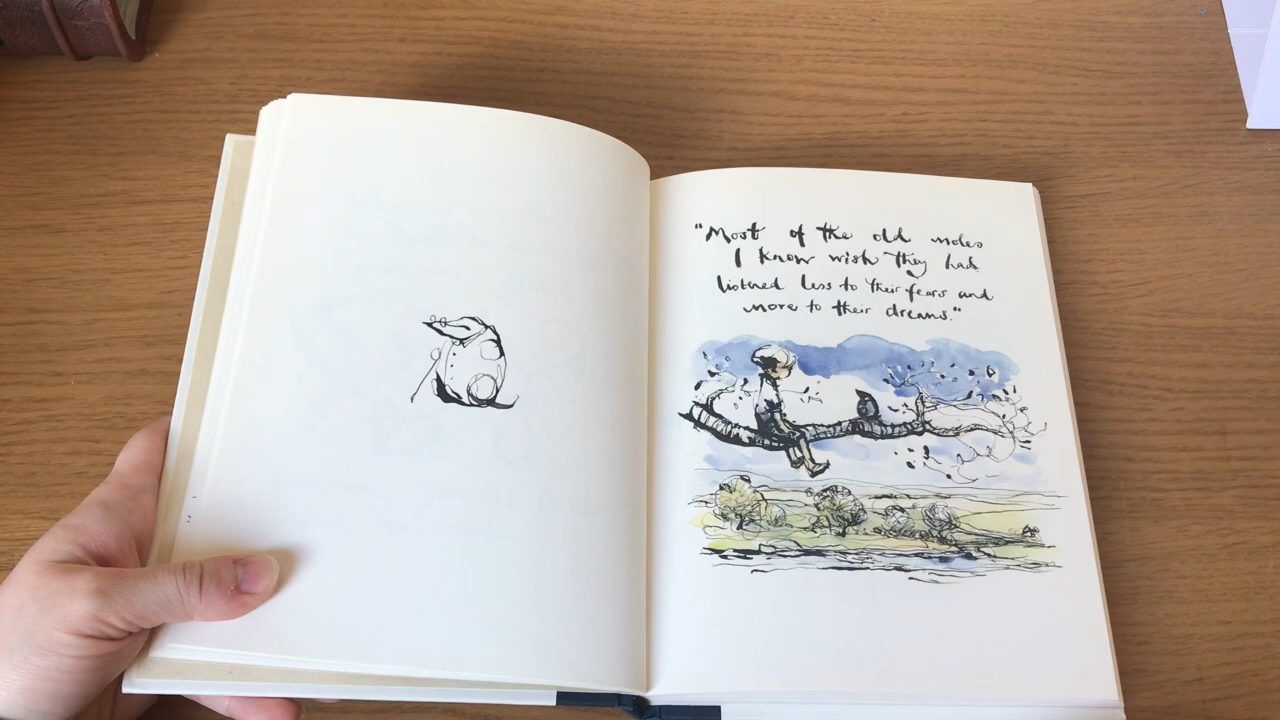 "Most of the old moles
I know wish they had
listened less to their fears and
more to their dreams."